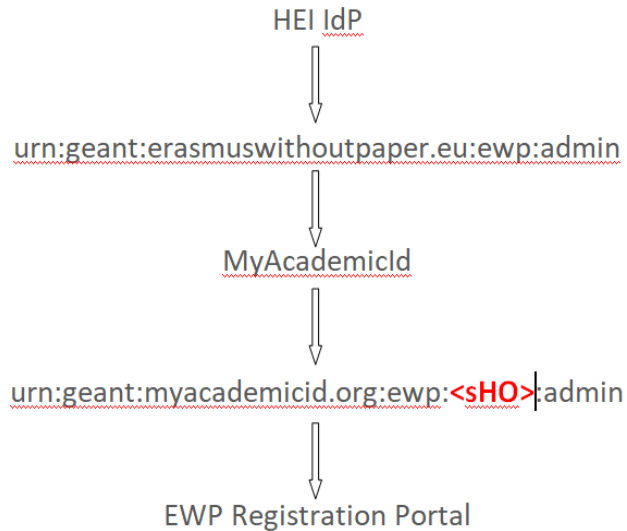 HEI IdP
urn:geant:erasmuswithoutpaper.eu:ewp:admin
MyAcademicId
urn:geant:myacademicid.org:ewp:<sHO>:admin
EWP Registration Portal